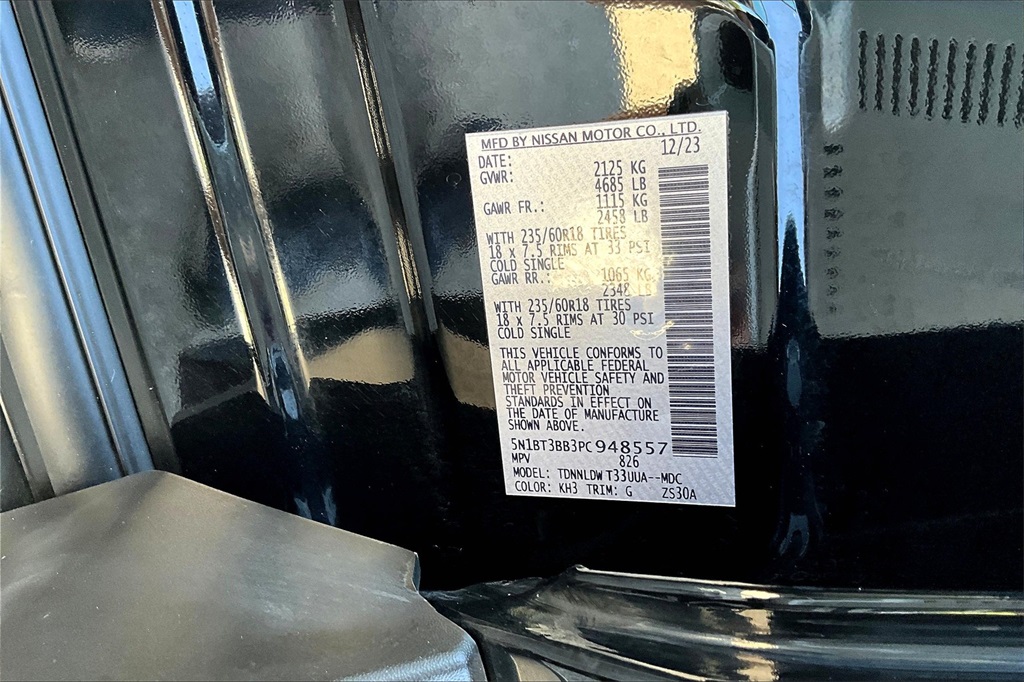 MFD BY NISSAN MOTOR CO., LTD.
DATE: 12/23
GVWR: 2125 KG
4685 LB
GAWR FR.: 1115 KG
2458 LB
WITH 235/60R18 TIRES
18 x 7.5 RIMS AT 33 PSI
COLD SINGLE
GAWR RR.: 1065 KG
2348 LB
WITH 235/60R18 TIRES
18 x 7.5 RIMS AT 30 PSI
COLD SINGLE
THIS VEHICLE CONFORMS TO
ALL APPLICABLE FEDERAL
MOTOR VEHICLE SAFETY AND
THEFT PREVENTION
STANDARDS IN EFFECT ON
THE DATE OF MANUFACTURE
SHOWN ABOVE.
5N1BT3BB3PC948557
MPV 826
MODEL: TDNNLDW T33UUA--MDC
COLOR: KH3 TRIM: G ZS30A